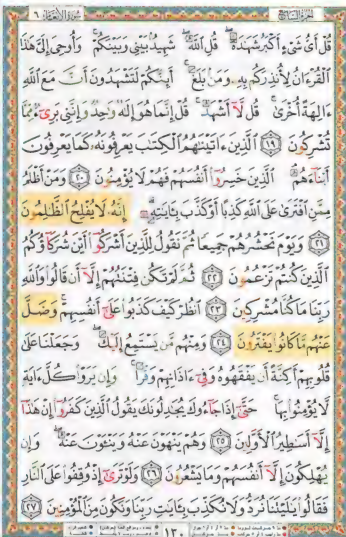 سورة الأنعام ٦ الجزء السابع
قُلْ أَيُّ شَيْءٍ أَكْبَرُ شَهَٰدَةً قُلِ ٱللَّهُ شَهِيدٌۢ بَيْنِي وَبَيْنَكُمْ وَأُوحِيَ إِلَيَّ هَٰذَا
ٱلْقُرْءَانُ لِأُنذِرَكُم بِهِۦ وَمَنۢ بَلَغَ أَئِنَّكُمْ لَتَشْهَدُونَ أَنَّ مَعَ ٱللَّهِ
ءَالِهَةً أُخْرَىٰ قُل لَّآ أَشْهَدُ قُلْ إِنَّمَا هُوَ إِلَٰهٌ وَٰحِدٌ وَإِنَّنِي بَرِيٓءٌ مِّمَّا
تُشْرِكُونَ ١٩ ٱلَّذِينَ ءَاتَيْنَٰهُمُ ٱلْكِتَٰبَ يَعْرِفُونَهُۥ كَمَا يَعْرِفُونَ
أَبْنَآءَهُمُ ٱلَّذِينَ خَسِرُوٓا۟ أَنفُسَهُمْ فَهُمْ لَا يُؤْمِنُونَ ٢٠ وَمَنْ أَظْلَمُ
مِمَّنِ ٱفْتَرَىٰ عَلَى ٱللَّهِ كَذِبًا أَوْ كَذَّبَ بِـَٔايَٰتِهِۦٓ إِنَّهُۥ لَا يُفْلِحُ ٱلظَّٰلِمُونَ
٢١ وَيَوْمَ نَحْشُرُهُمْ جَمِيعًا ثُمَّ نَقُولُ لِلَّذِينَ أَشْرَكُوٓا۟ أَيْنَ شُرَكَآؤُكُمُ
ٱلَّذِينَ كُنتُمْ تَزْعُمُونَ ٢٢ ثُمَّ لَمْ تَكُن فِتْنَتُهُمْ إِلَّآ أَن قَالُوا۟ وَٱللَّهِ
رَبِّنَا مَا كُنَّا مُشْرِكِينَ ٢٣ ٱنظُرْ كَيْفَ كَذَبُوا۟ عَلَىٰٓ أَنفُسِهِمْ وَضَلَّ
عَنْهُم مَّا كَانُوا۟ يَفْتَرُونَ ٢٤ وَمِنْهُم مَّن يَسْتَمِعُ إِلَيْكَ وَجَعَلْنَا عَلَىٰ
قُلُوبِهِمْ أَكِنَّةً أَن يَفْقَهُوهُ وَفِيٓ ءَاذَانِهِمْ وَقْرًا وَإِن يَرَوْا۟ كُلَّ ءَايَةٍ
لَّا يُؤْمِنُوا۟ بِهَا حَتَّىٰٓ إِذَا جَآءُوكَ يُجَٰدِلُونَكَ يَقُولُ ٱلَّذِينَ كَفَرُوٓا۟ إِنْ هَٰذَآ
إِلَّآ أَسَٰطِيرُ ٱلْأَوَّلِينَ ٢٥ وَهُمْ يَنْهَوْنَ عَنْهُ وَيَنْـَٔوْنَ عَنْهُ وَإِن
يُهْلِكُونَ إِلَّآ أَنفُسَهُمْ وَمَا يَشْعُرُونَ ٢٦ وَلَوْ تَرَىٰٓ إِذْ وُقِفُوا۟ عَلَى ٱلنَّارِ
فَقَالُوا۟ يَٰلَيْتَنَا نُرَدُّ وَلَا نُكَذِّبَ بِـَٔايَٰتِ رَبِّنَا وَنَكُونَ مِنَ ٱلْمُؤْمِنِينَ ٢٧
١٣٠